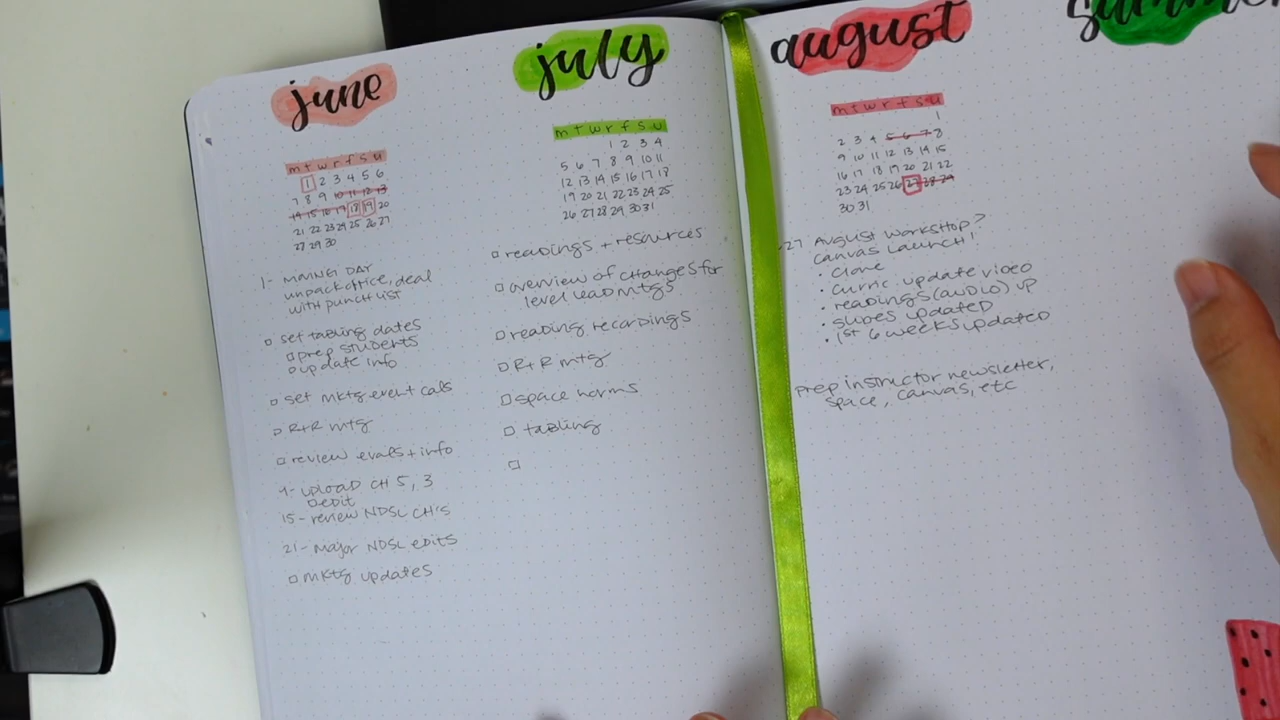 june
m t w r f s u
1 2 3 4 5 6
7 8 9 10 11 12 13
14 15 16 17 18 19 20
21 22 23 24 25 26 27
27 29 30
1- moving day
unpack office, deal
with punch list
set tabling dates
prep students
update info
set mktg event cals
R+R mtg
review evals + info
9- upload CH 5, 3
edit
15- review NDSL CH's
21- Major NDSL edits
mktg updates
july
m t w r f s u
1 2 3 4
5 6 7 8 9 10 11
12 13 14 15 16 17 18
19 20 21 22 23 24 25
26 27 28 29 30 31
readings + resources
overview of changes for
level lead mtgs
reading recordings
R+R mtg
space norms
tabling
august
m t w r f s u
1
2 3 4 5 6 7 8
9 10 11 12 13 14 15
16 17 18 19 20 21 22
23 24 25 26 27 28 29
30 31
-27 August workshop?
Canvas launch!
• clone
• curric update video
• readings (audio) up
• slides updated
• 1st 6 weeks updated
Prep instructor newsletter,
space, canvas, etc
summer